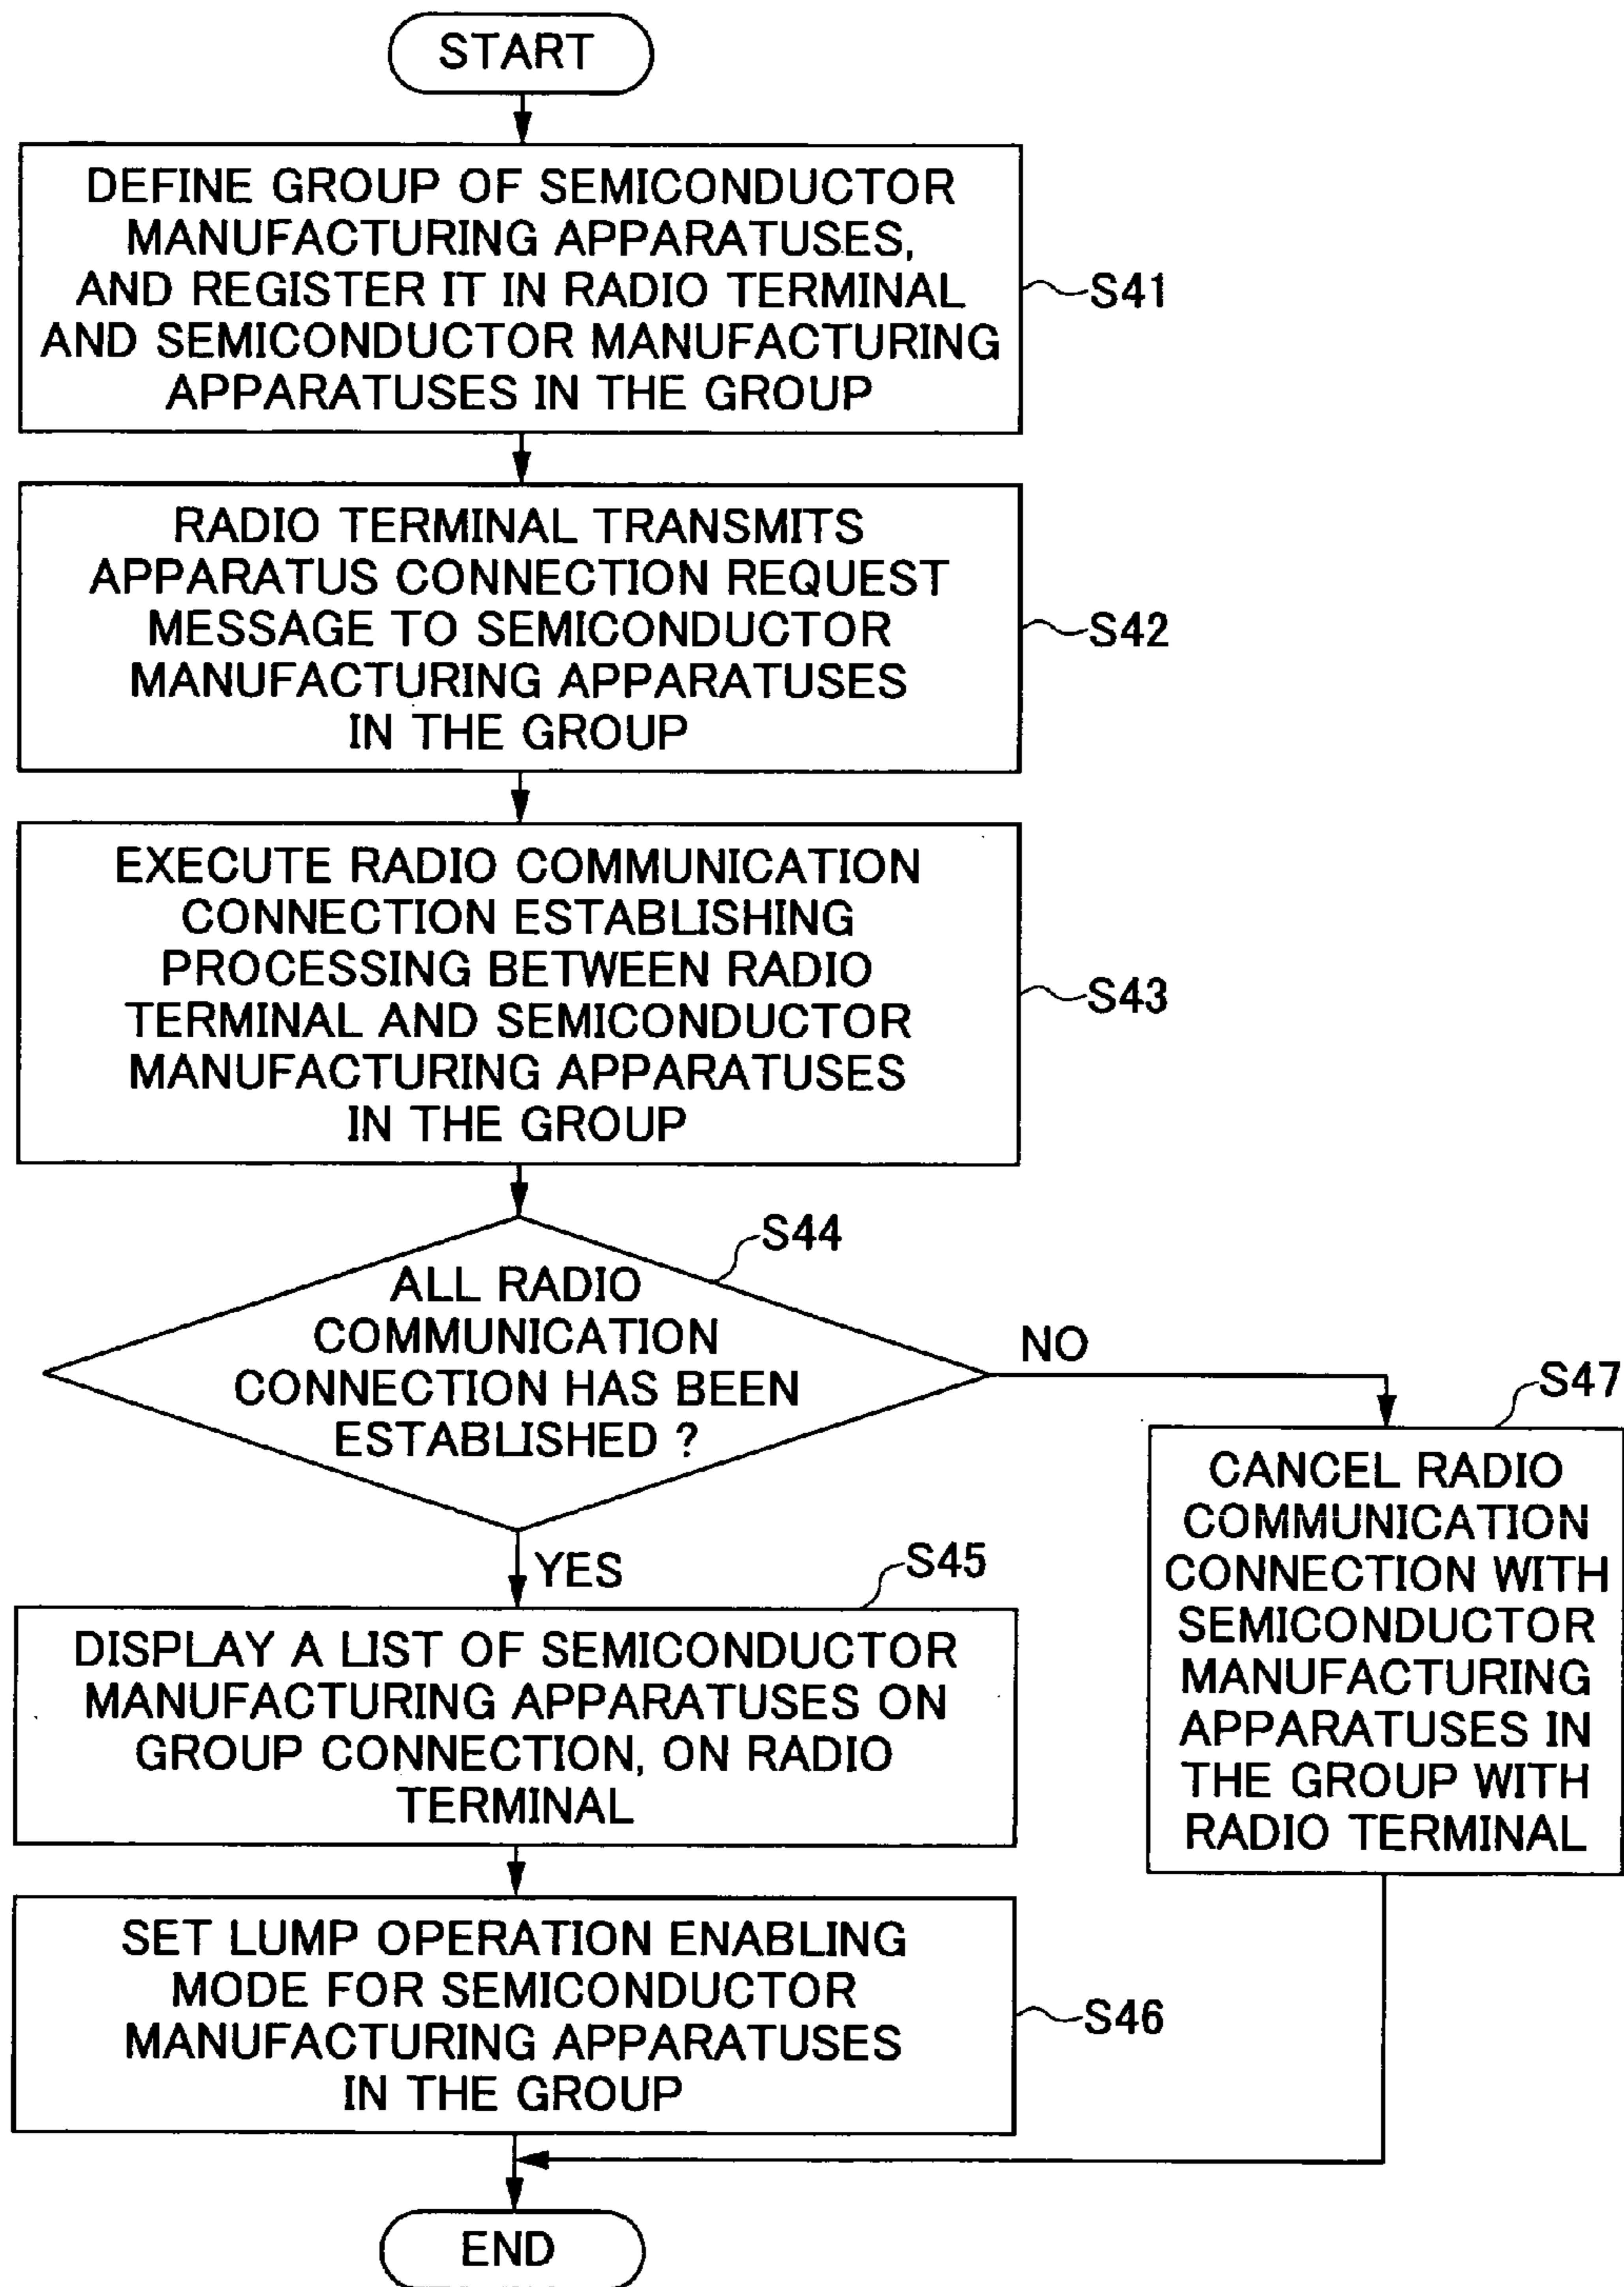 START
DEFINE GROUP OF SEMICONDUCTOR
MANUFACTURING APPARATUSES,
AND REGISTER IT IN RADIO TERMINAL
AND SEMICONDUCTOR MANUFACTURING
APPARATUSES IN THE GROUP
S41
RADIO TERMINAL TRANSMITS
APPARATUS CONNECTION REQUEST
MESSAGE TO SEMICONDUCTOR
MANUFACTURING APPARATUSES
IN THE GROUP
S42
EXECUTE RADIO COMMUNICATION
CONNECTION ESTABLISHING
PROCESSING BETWEEN RADIO
TERMINAL AND SEMICONDUCTOR
MANUFACTURING APPARATUSES
IN THE GROUP
S43
S44
ALL RADIO
COMMUNICATION
CONNECTION HAS BEEN
ESTABLISHED ?
NO
S47
CANCEL RADIO
COMMUNICATION
CONNECTION WITH
SEMICONDUCTOR
MANUFACTURING
APPARATUSES IN
THE GROUP WITH
RADIO TERMINAL
YES
S45
DISPLAY A LIST OF SEMICONDUCTOR
MANUFACTURING APPARATUSES ON
GROUP CONNECTION, ON RADIO
TERMINAL
SET LUMP OPERATION ENABLING
MODE FOR SEMICONDUCTOR
MANUFACTURING APPARATUSES
IN THE GROUP
S46
END